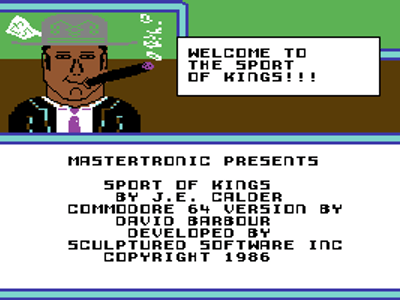 WELCOME TO
THE SPORT
OF KINGS!!!
MASTERTRONIC PRESENTS
SPORT OF KINGS
BY J.E. CALDER
COMMODORE 64 VERSION BY
DAVID BARBOUR
DEVELOPED BY
SCULPTURED SOFTWARE INC
COPYRIGHT 1986